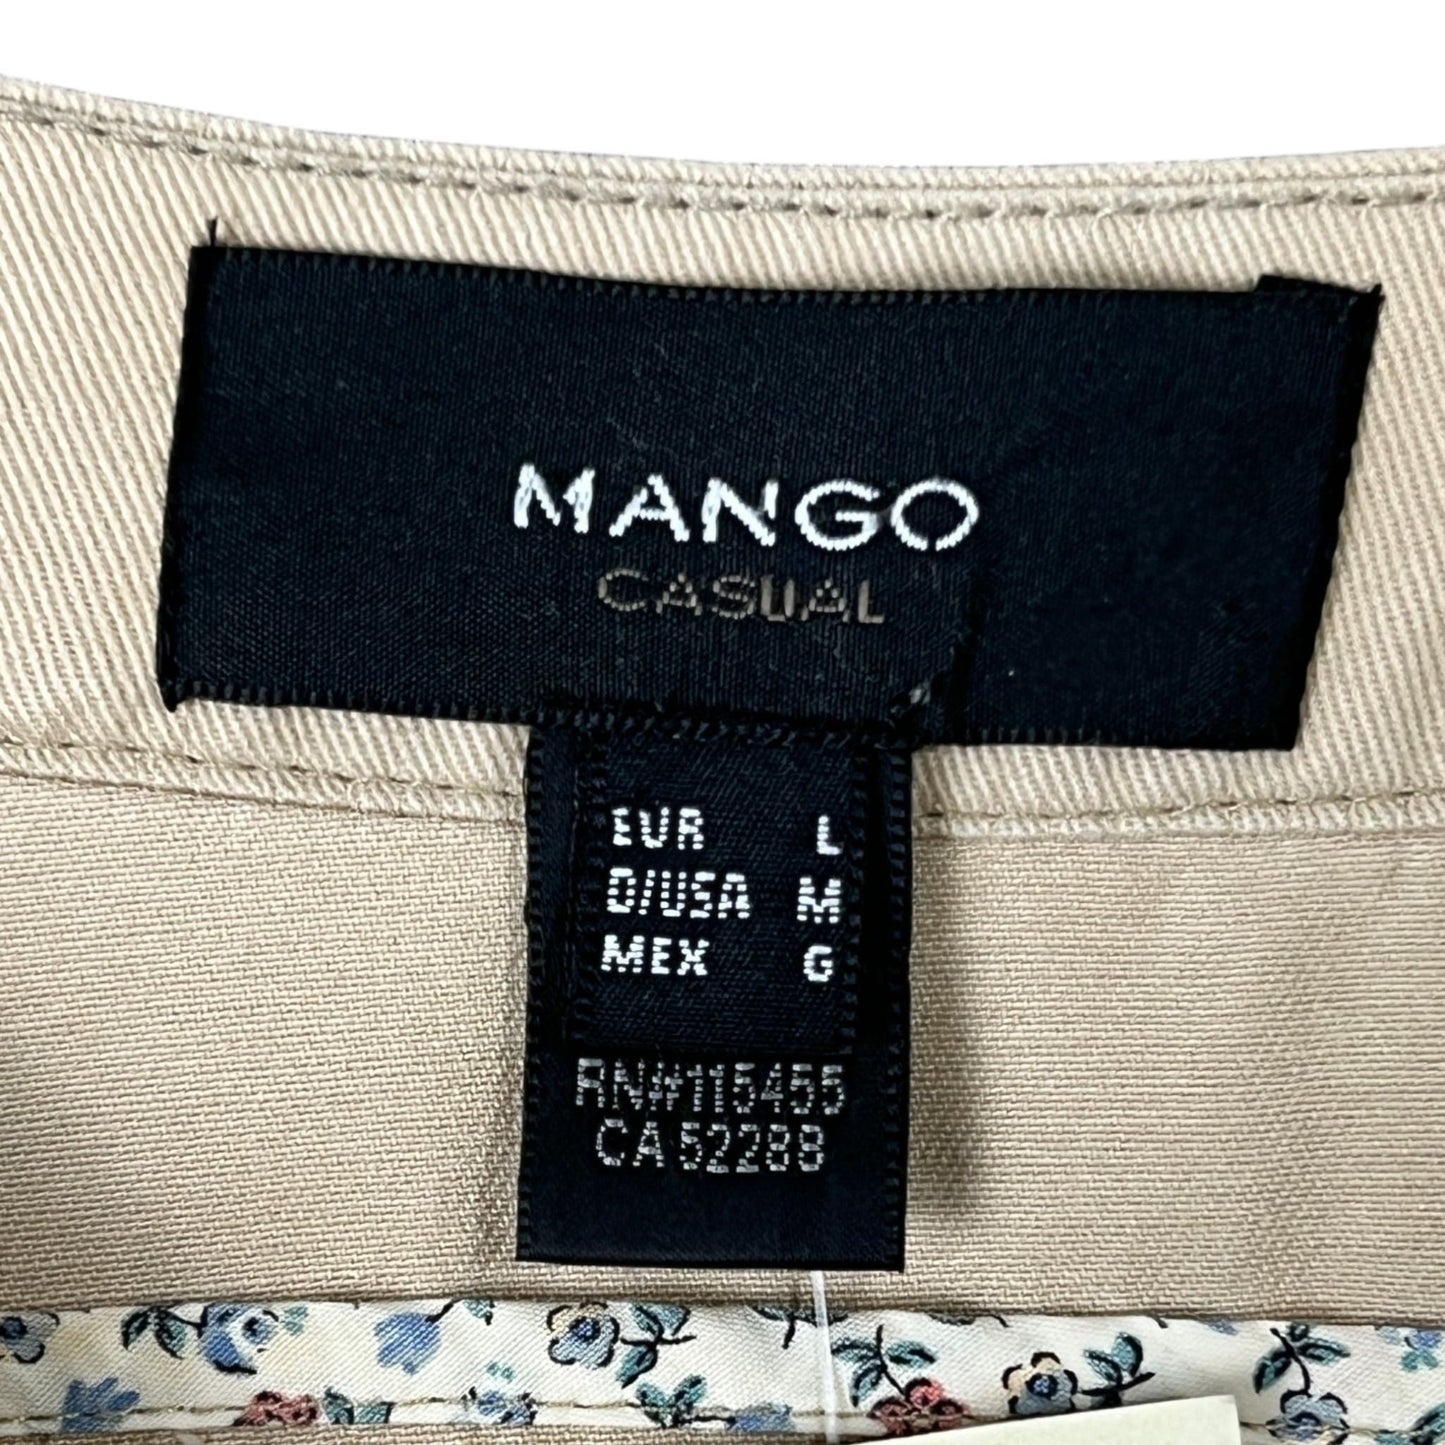 MANGO
CASUAL
EUR L
D/USA M
MEX G
RN#115455
CA 52288